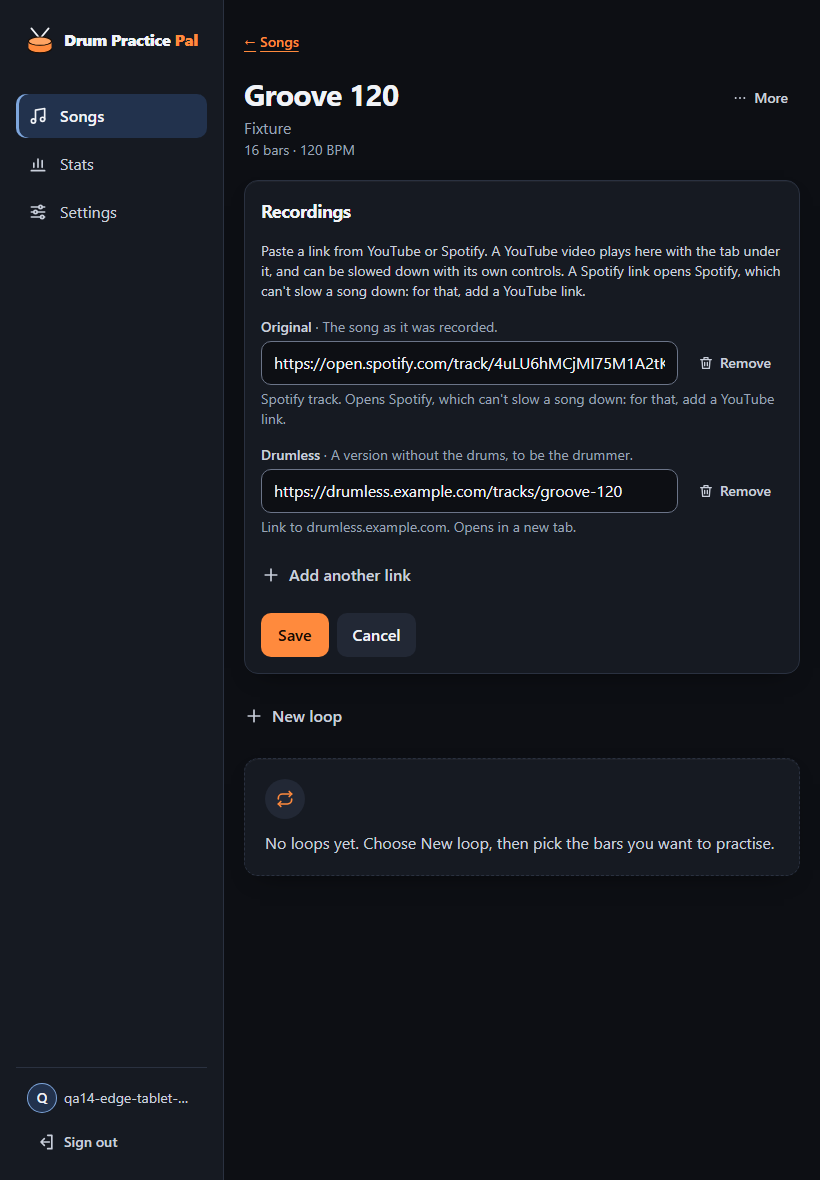 Drum Practice Pal
Songs
Stats
Settings
← Songs
Groove 120
··· More
Fixture
16 bars · 120 BPM
Recordings
Paste a link from YouTube or Spotify. A YouTube video plays here with the tab under
it, and can be slowed down with its own controls. A Spotify link opens Spotify, which
can't slow a song down: for that, add a YouTube link.
Original · The song as it was recorded.
https://open.spotify.com/track/4uLU6hMCjMI75M1A2tK
Remove
Spotify track. Opens Spotify, which can't slow a song down: for that, add a YouTube
link.
Drumless · A version without the drums, to be the drummer.
https://drumless.example.com/tracks/groove-120
Remove
Link to drumless.example.com. Opens in a new tab.
+ Add another link
Save
Cancel
+ New loop
No loops yet. Choose New loop, then pick the bars you want to practise.
Q
qa14-edge-tablet-...
Sign out